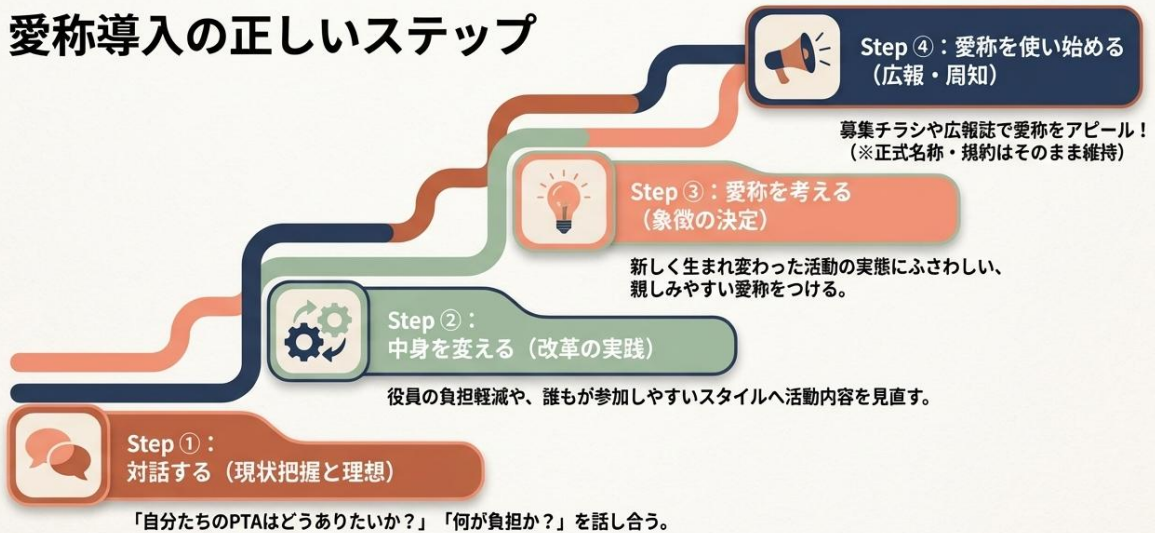 愛称導入の正しいステップ
Step ④：愛称を使い始める
（広報・周知）
募集チラシや広報誌で愛称をアピール！
（※正式名称・規約はそのまま維持）
Step ③：愛称を考える
（象徴の決定）
新しく生まれ変わった活動の実態にふさわしい、
親しみやすい愛称をつける。
Step ②：
中身を変える（改革の実践）
役員の負担軽減や、誰もが参加しやすいスタイルへ活動内容を見直す。
Step ①：
対話する（現状把握と理想）
「自分たちのPTAはどうありたいか？」「何が負担か？」を話し合う。